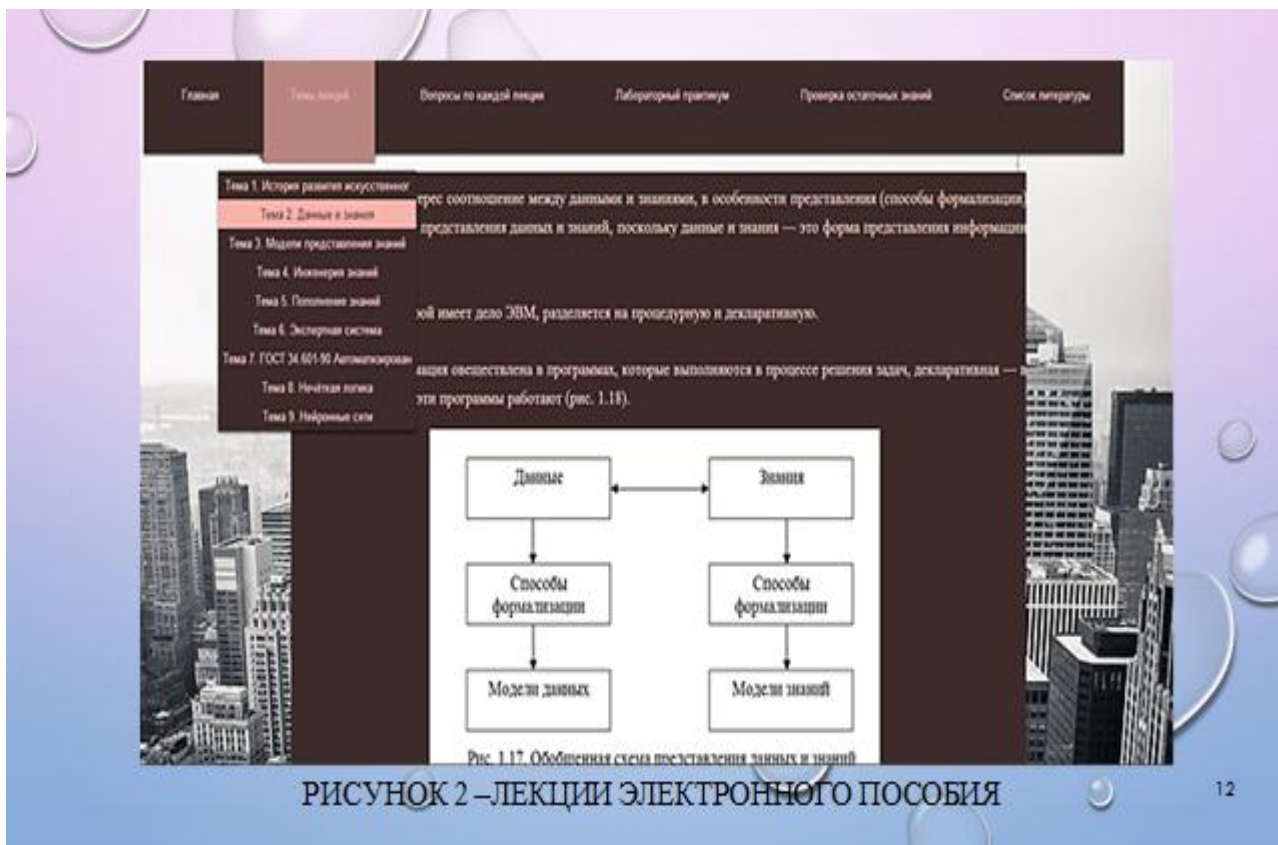 Главная
Темы лекций
Вопросы по каждой лекции
Лабораторный практикум
Проверка остаточных знаний
Список литературы
Тема 1. История развития искусственног
Тема 2. Данные и знания
Тема 3. Модели представления знаний
Тема 4. Инженерия знаний
Тема 5. Пополнение знаний
Тема 6. Экспертная система
Тема 7. ГОСТ 34.601-90 Автоматизирован
Тема 8. Нечёткая логика
Тема 9. Нейронные сети
ерес соотношение между данными и знаниями, в особенности представления (способы формализации)
представления данных и знаний, поскольку данные и знания — это форма представления информации
рой имеет дело ЭВМ, разделяется на процедурную и декларативную.
мация овеществлена в программах, которые выполняются в процессе решения задач, декларативная —
эти программы работают (рис. 1.18).
Данные
Знания
Способы
формализации
Способы
формализации
Модели данных
Модели знаний
Рис. 1.17. Обобщенная схема представления данных и знаний
РИСУНОК 2 –ЛЕКЦИИ ЭЛЕКТРОННОГО ПОСОБИЯ
12